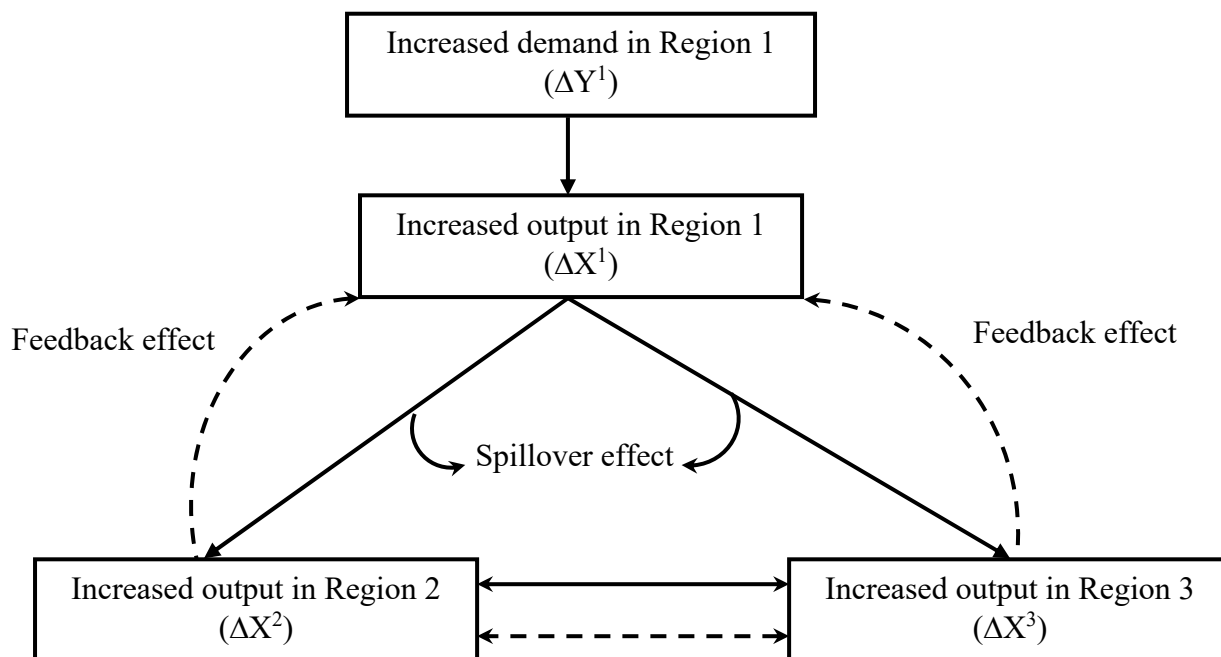 Increased demand in Region 1
(ΔY¹)
Increased output in Region 1
(ΔX¹)
Feedback effect
Feedback effect
Spillover effect
Increased output in Region 2
(ΔX²)
Increased output in Region 3
(ΔX³)